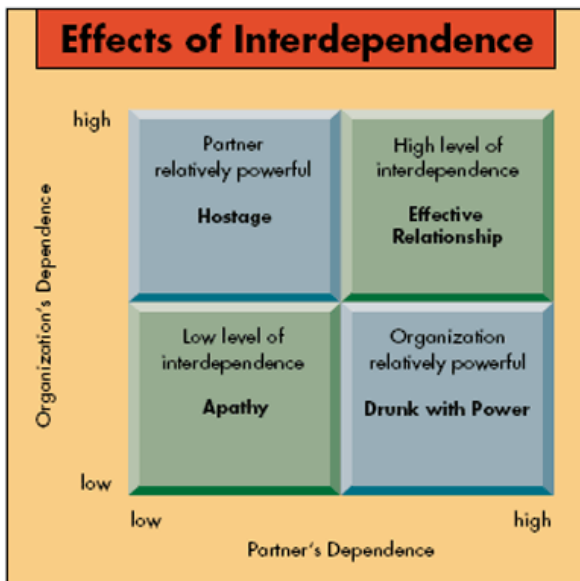 Effects of Interdependence
high
Partner
relatively powerful
Hostage
High level of
interdependence
Effective
Relationship
Organization's Dependence
Low level of
interdependence
Apathy
Organization
relatively powerful
Drunk with Power
low
low
high
Partner's Dependence